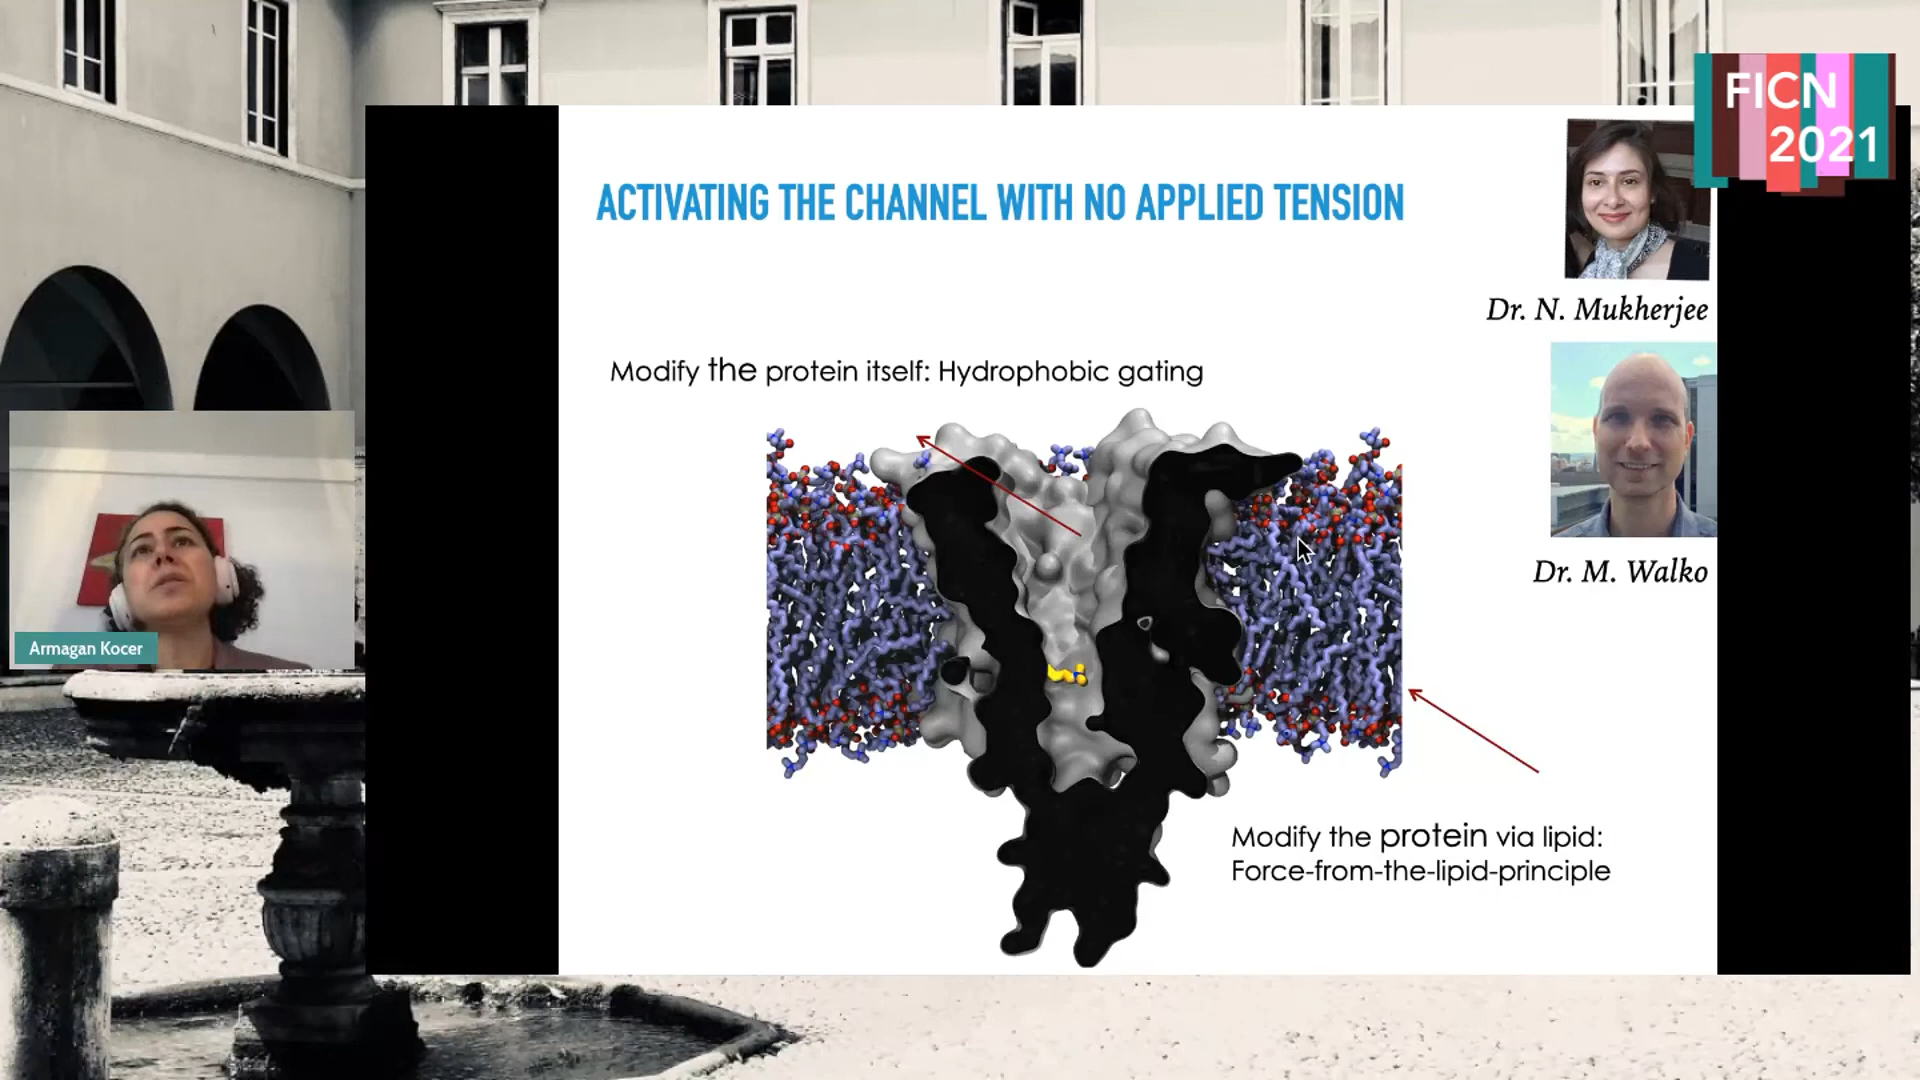 FICN
2021
ACTIVATING THE CHANNEL WITH NO APPLIED TENSION
Dr. N. Mukherjee
Modify the protein itself: Hydrophobic gating
Dr. M. Walko
Armagan Kocer
Modify the protein via lipid:
Force-from-the-lipid-principle